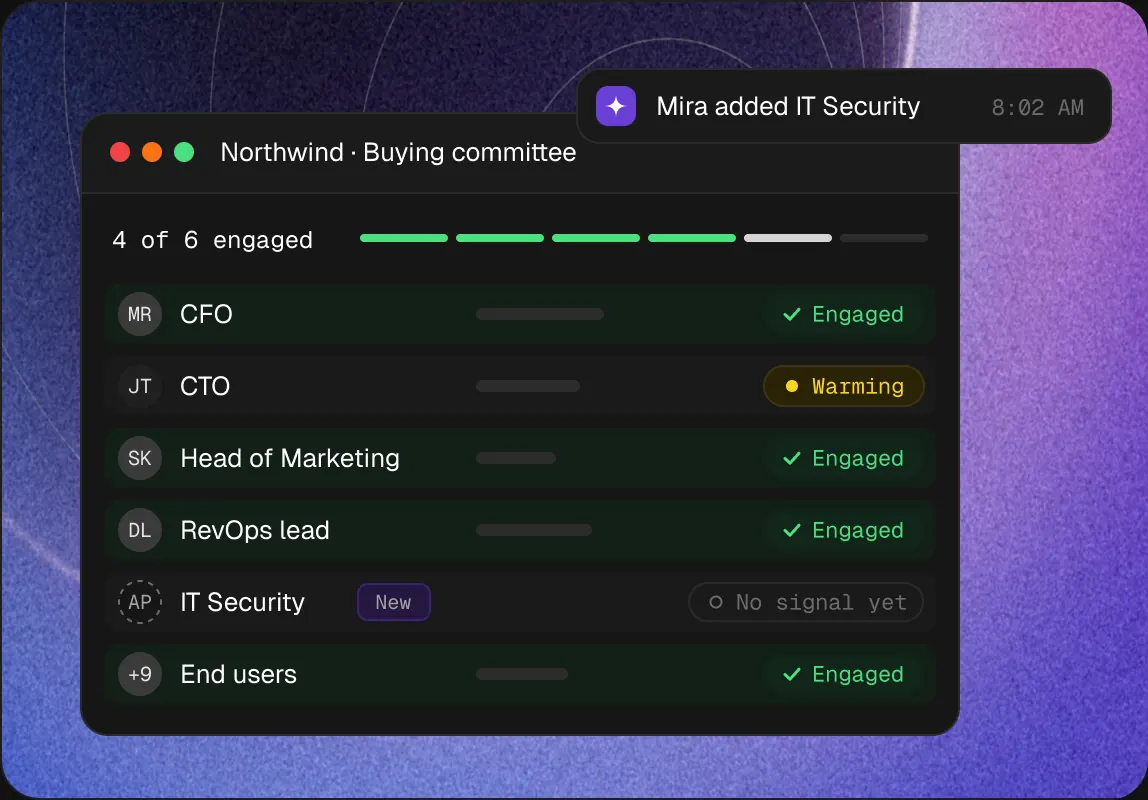 Mira added IT Security 8:02 AM
Northwind · Buying committee
4 of 6 engaged
MR CFO Engaged
JT CTO Warming
SK Head of Marketing Engaged
DL RevOps lead Engaged
AP IT Security New No signal yet
+9 End users Engaged